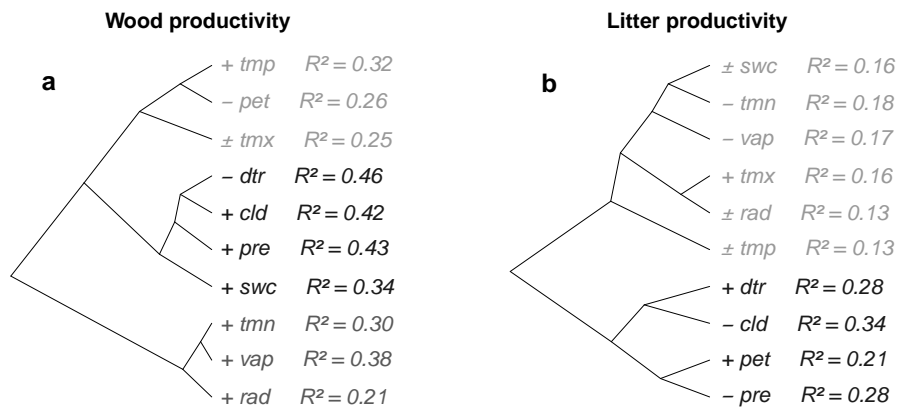 Wood productivity
a
+ tmp R² = 0.32
− pet R² = 0.26
± tmx R² = 0.25
− dtr R² = 0.46
+ cld R² = 0.42
+ pre R² = 0.43
+ swc R² = 0.34
+ tmn R² = 0.30
+ vap R² = 0.38
+ rad R² = 0.21
Litter productivity
b
± swc R² = 0.16
− tmn R² = 0.18
− vap R² = 0.17
+ tmx R² = 0.16
± rad R² = 0.13
± tmp R² = 0.13
+ dtr R² = 0.28
− cld R² = 0.34
+ pet R² = 0.21
− pre R² = 0.28